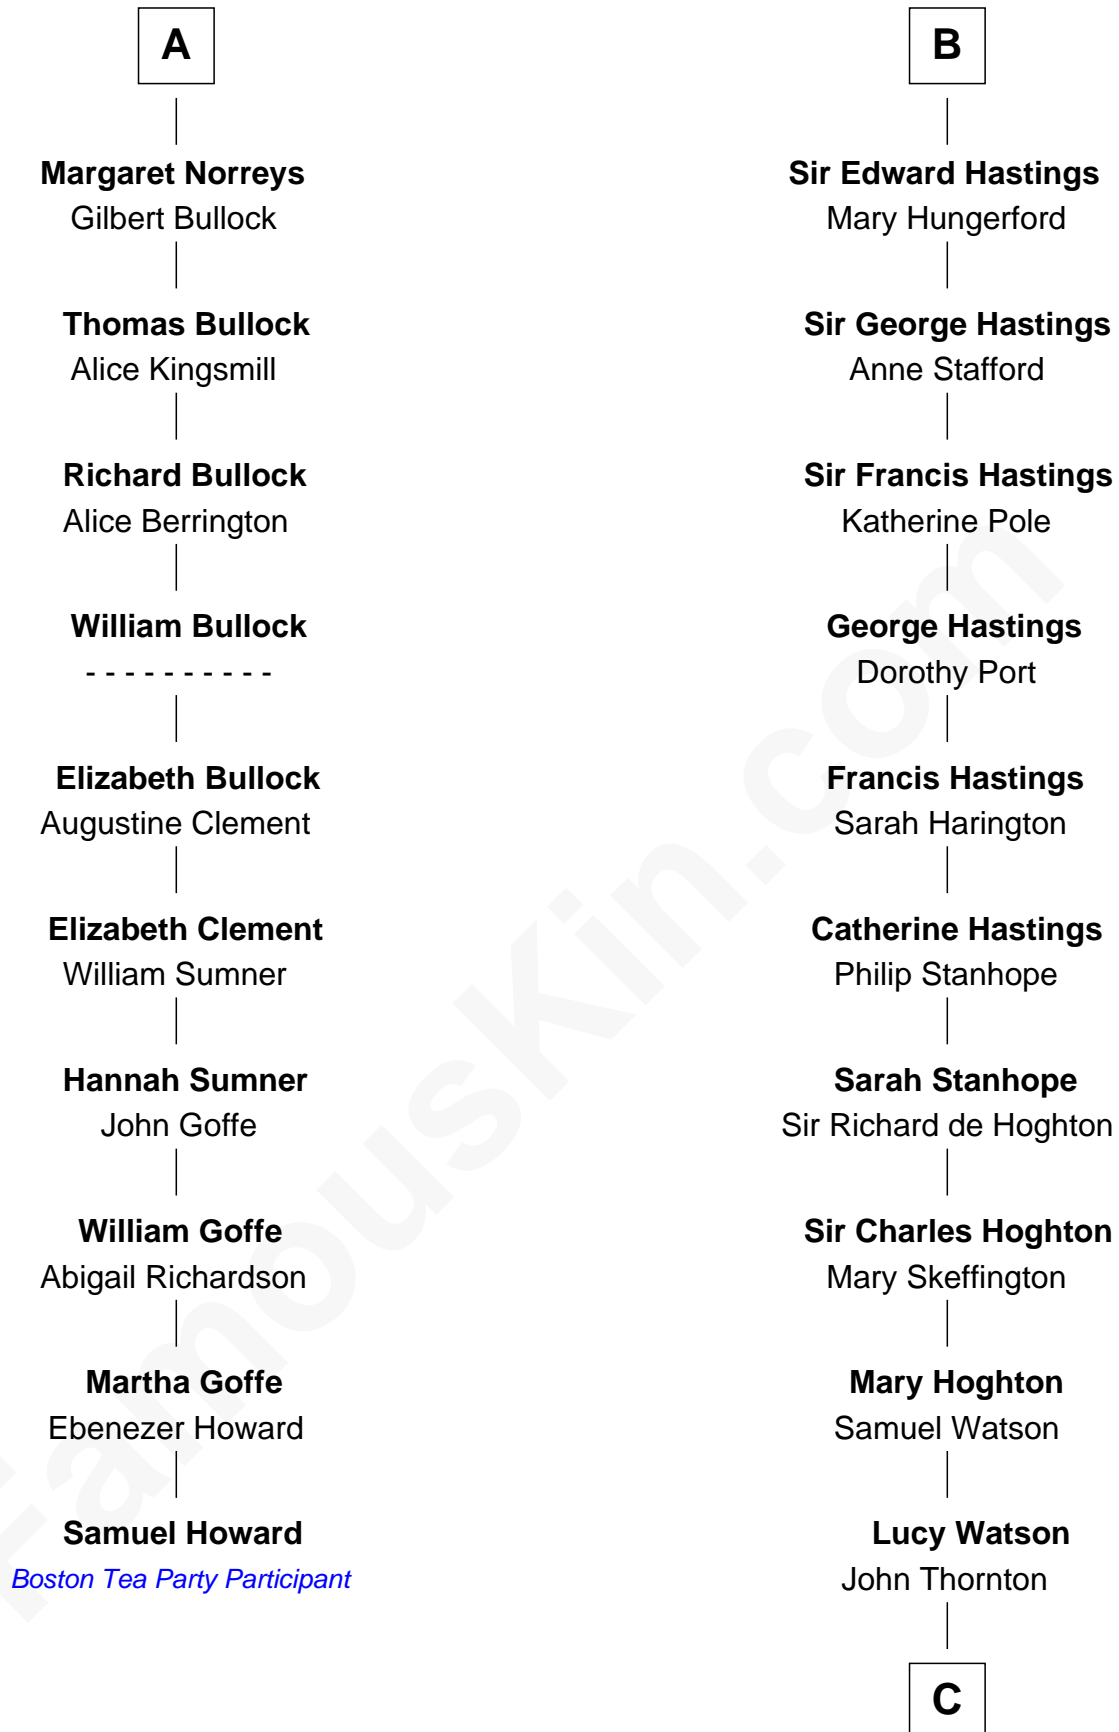 A
Margaret Norreys
Gilbert Bullock
Thomas Bullock
Alice Kingsmill
Richard Bullock
Alice Berrington
William Bullock
- - - - - - - - - -
Elizabeth Bullock
Augustine Clement
Elizabeth Clement
William Sumner
Hannah Sumner
John Goffe
William Goffe
Abigail Richardson
Martha Goffe
Ebenezer Howard
Samuel Howard
Boston Tea Party Participant
B
Sir Edward Hastings
Mary Hungerford
Sir George Hastings
Anne Stafford
Sir Francis Hastings
Katherine Pole
George Hastings
Dorothy Port
Francis Hastings
Sarah Harington
Catherine Hastings
Philip Stanhope
Sarah Stanhope
Sir Richard de Hoghton
Sir Charles Hoghton
Mary Skeffington
Mary Hoghton
Samuel Watson
Lucy Watson
John Thornton
C
FamousKin.com